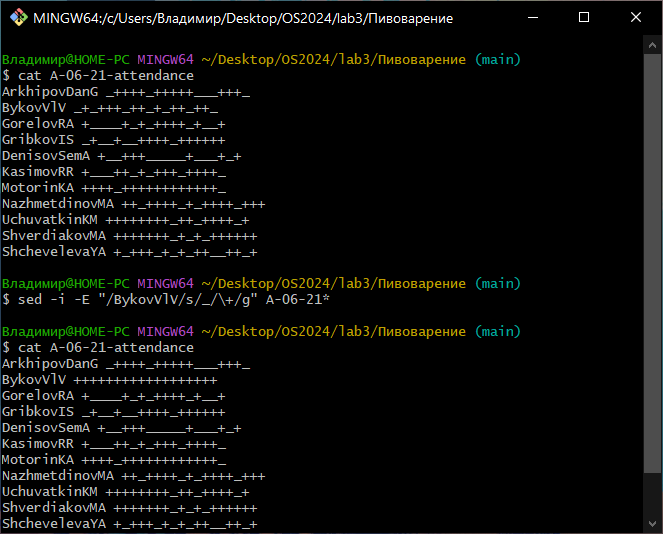 MINGW64:/c/Users/Владимир/Desktop/OS2024/lab3/Пивоварение
Владимир@HOME-PC MINGW64 ~/Desktop/OS2024/lab3/Пивоварение (main)
$ cat A-06-21-attendance
ArkhipovDanG _++++_+++++___+++_
BykovVlV _+_+++_++_+_++_++_
GorelovRA +____+_+_++++_+__+
GribkovIS _+__+__++++_++++++
DenisovSemA +__+++_____+___+_+
KasimovRR +___++_+_+++_++++_
MotorinKA ++++_++++++++++++_
NazhmetdinovMA ++_++++_+_++++_+++
UchuvatkinKM ++++++++_++_++++_+
ShverdiakovMA +++++++_+_+_++++++
ShchevelevaYA +_+++_+_+_++__++_+
Владимир@HOME-PC MINGW64 ~/Desktop/OS2024/lab3/Пивоварение (main)
$ sed -i -E "/BykovVlV/s/_/\+/g" A-06-21*
Владимир@HOME-PC MINGW64 ~/Desktop/OS2024/lab3/Пивоварение (main)
$ cat A-06-21-attendance
ArkhipovDanG _++++_+++++___+++_
BykovVlV ++++++++++++++++++
GorelovRA +____+_+_++++_+__+
GribkovIS _+__+__++++_++++++
DenisovSemA +__+++_____+___+_+
KasimovRR +___++_+_+++_++++_
MotorinKA ++++_++++++++++++_
NazhmetdinovMA ++_++++_+_++++_+++
UchuvatkinKM ++++++++_++_++++_+
ShverdiakovMA +++++++_+_+_++++++
ShchevelevaYA +_+++_+_+_++__++_+